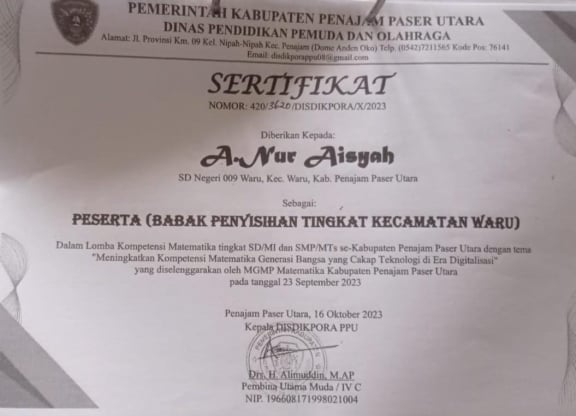 PEMERINTAH KABUPATEN PENAJAM PASER UTARA
DINAS PENDIDIKAN PEMUDA DAN OLAHRAGA
Alamat: Jl. Provinsi Km. 09 Kel. Nipah-Nipah Kec. Penajam (Dome Anden Oko) Telp. (0542)7211565 Kode Pos: 76141
Email: disdikporappu08@gmail.com
SERTIFIKAT
NOMOR: 420/3620/DISDIKPORA/X/2023
Diberikan Kepada:
A.Nur Aisyah
SD Negeri 009 Waru, Kec. Waru, Kab. Penajam Paser Utara
Sebagai:
PESERTA (BABAK PENYISIHAN TINGKAT KECAMATAN WARU)
Dalam Lomba Kompetensi Matematika tingkat SD/MI dan SMP/MTs se-Kabupaten Penajam Paser Utara dengan tema
"Meningkatkan Kompetensi Matematika Generasi Bangsa yang Cakap Teknologi di Era Digitalisasi"
yang diselenggarakan oleh MGMP Matematika Kabupaten Penajam Paser Utara
pada tanggal 23 September 2023
Penajam Paser Utara, 16 Oktober 2023
Kepala DISDIKPORA PPU
Drs. H. Alimuddin, M.AP
Pembina Utama Muda / IV C
NIP. 196608171998021004